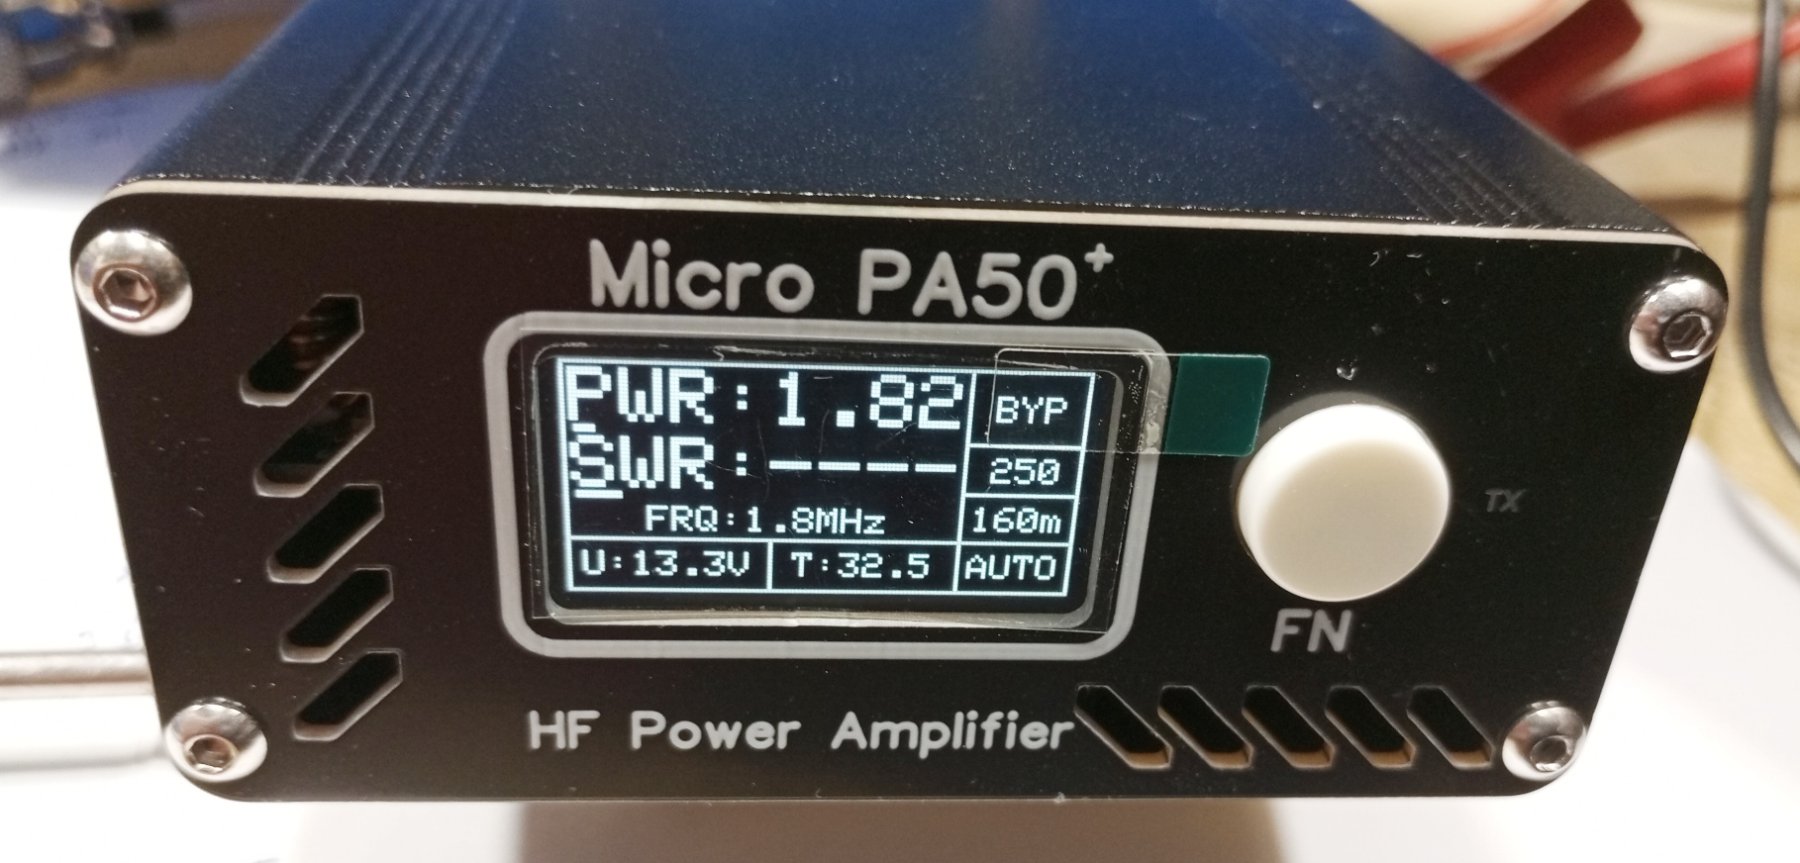 Micro PA50+
PWR:1.82
BYP
SWR:----
250
FRQ:1.8MHz
160m
U:13.3V
T:32.5
AUTO
TX
FN
HF Power Amplifier